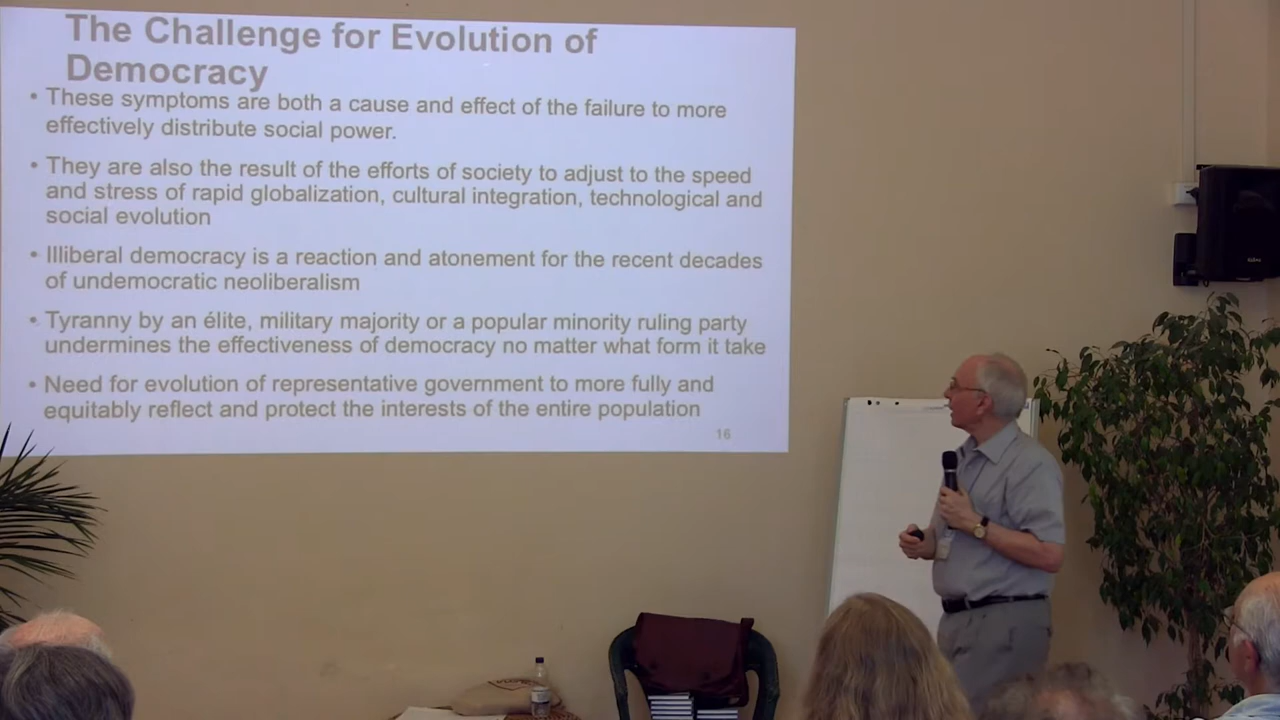 The Challenge for Evolution of
Democracy
• These symptoms are both a cause and effect of the failure to more
effectively distribute social power.
• They are also the result of the efforts of society to adjust to the speed
and stress of rapid globalization, cultural integration, technological and
social evolution
• Illiberal democracy is a reaction and atonement for the recent decades
of undemocratic neoliberalism
• Tyranny by an élite, military majority or a popular minority ruling party
undermines the effectiveness of democracy no matter what form it take
• Need for evolution of representative government to more fully and
equitably reflect and protect the interests of the entire population
16